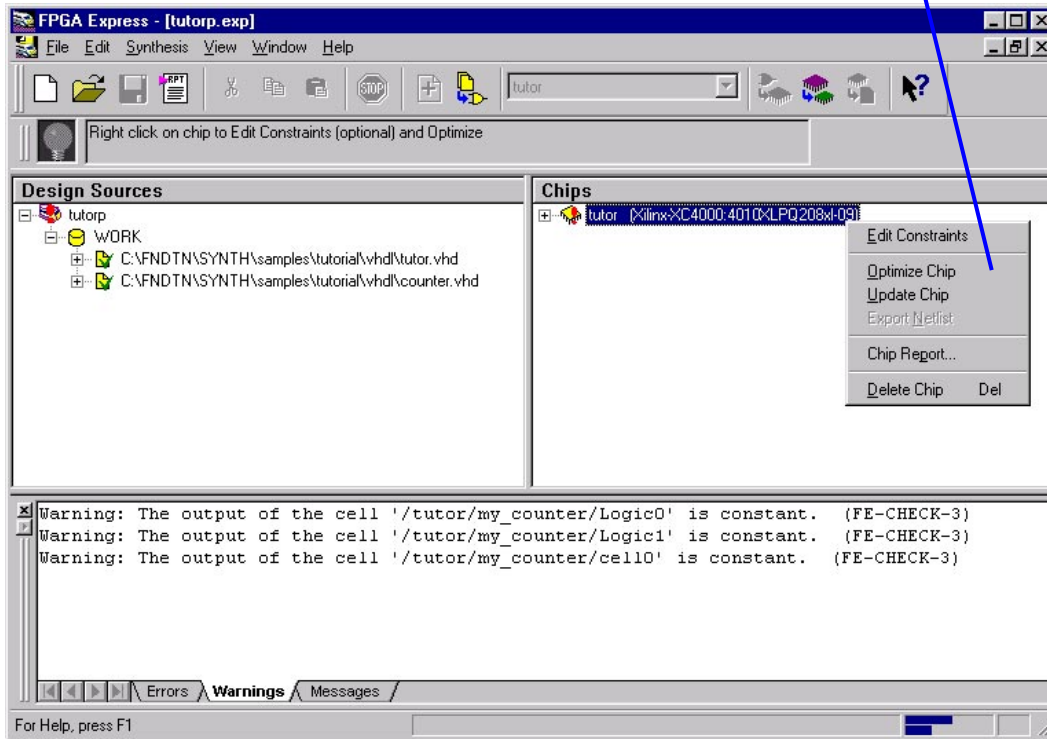 FPGA Express - [tutorp.exp]
File Edit Synthesis View Window Help
RPT STOP tutor ?
Right click on chip to Edit Constraints (optional) and Optimize
Design Sources
tutorp
WORK
C:\FNDTN\SYNTH\samples\tutorial\vhdl\tutor.vhd
C:\FNDTN\SYNTH\samples\tutorial\vhdl\counter.vhd
Chips
tutor (Xilinx-XC4000:4010XLPQ208xl-09)
Edit Constraints
Optimize Chip
Update Chip
Export Netlist
Chip Report...
Delete Chip Del
Warning: The output of the cell '/tutor/my_counter/Logic0' is constant. (FE-CHECK-3)
Warning: The output of the cell '/tutor/my_counter/Logic1' is constant. (FE-CHECK-3)
Warning: The output of the cell '/tutor/my_counter/cell0' is constant. (FE-CHECK-3)
Errors Warnings Messages
For Help, press F1